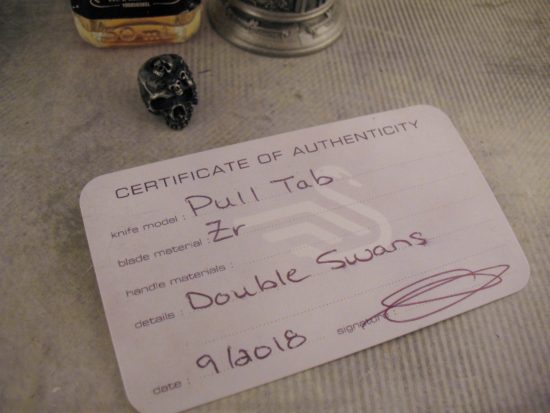 CERTIFICATE OF AUTHENTICITY
knife model : Pull Tab
blade material : Zr
handle materials :
details : Double Swans
date : 9/2018 signature :